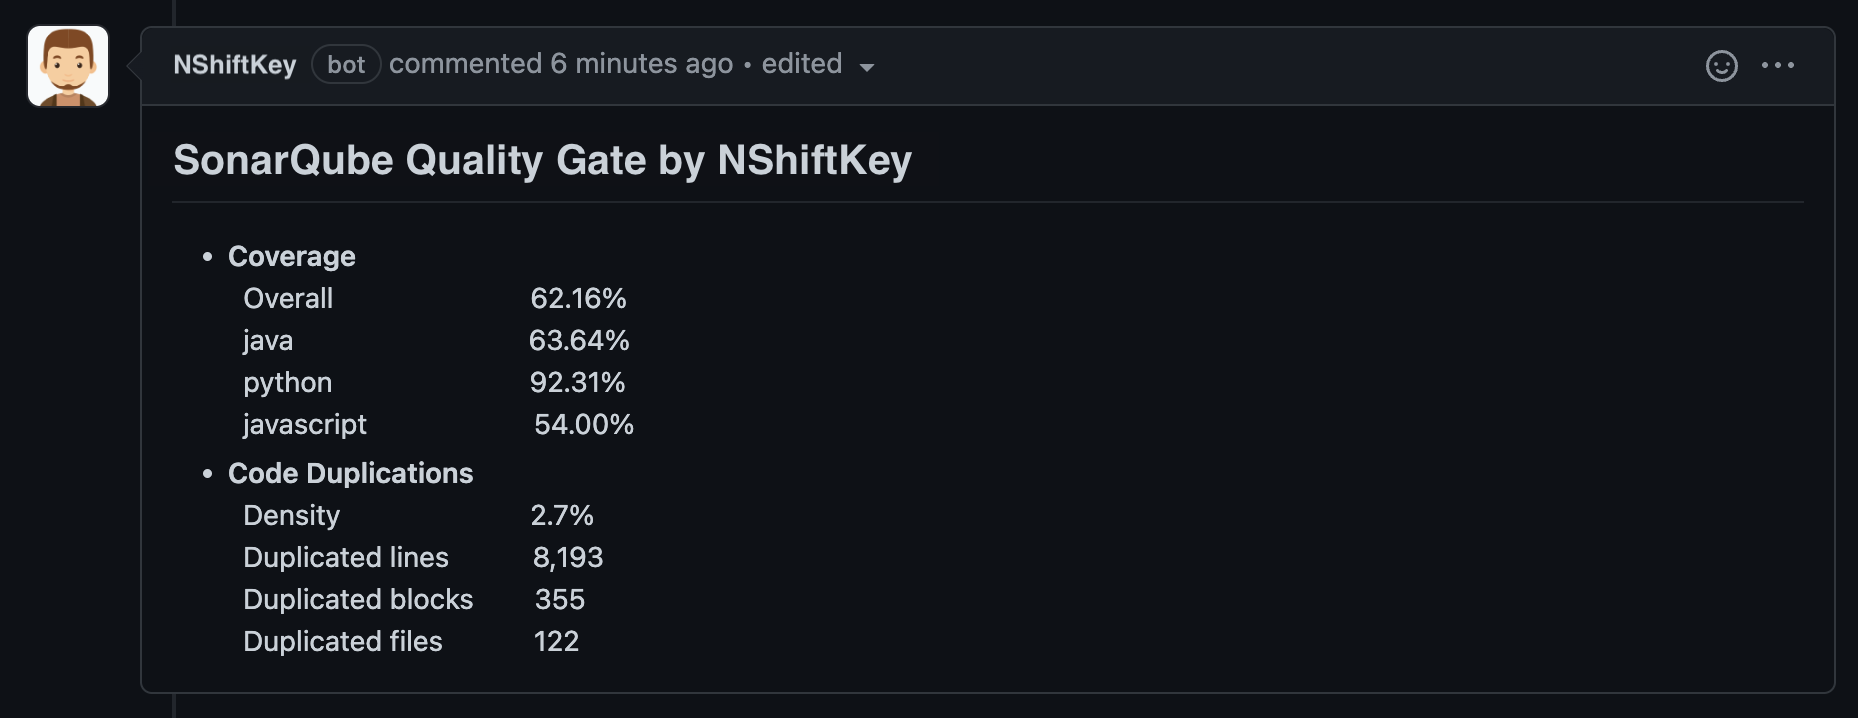 NShiftKey bot commented 6 minutes ago • edited
SonarQube Quality Gate by NShiftKey
• Coverage
Overall 62.16%
java 63.64%
python 92.31%
javascript 54.00%
• Code Duplications
Density 2.7%
Duplicated lines 8,193
Duplicated blocks 355
Duplicated files 122